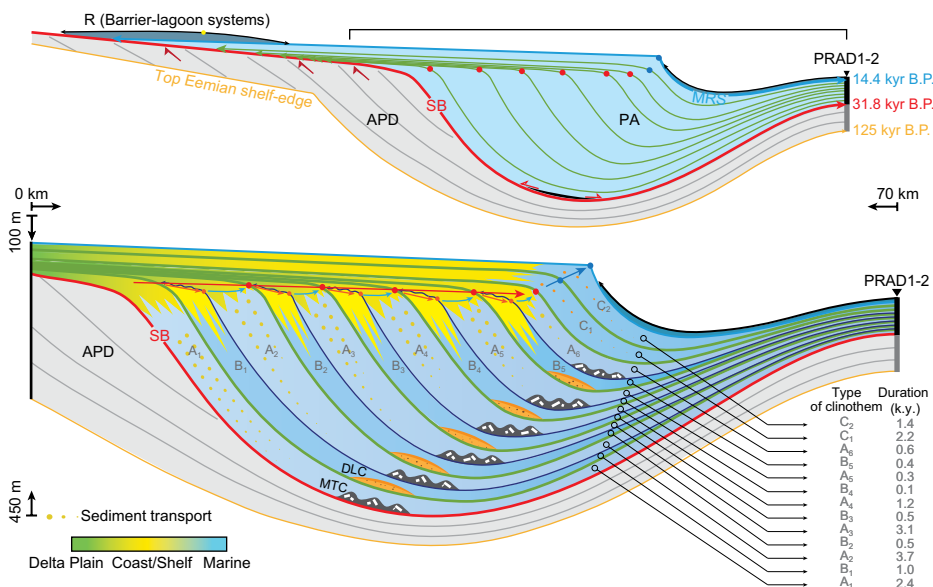 R (Barrier-lagoon systems)
PRAD1-2
Top Eemian shelf-edge
MRS
14.4 kyr B.P.
SB
31.8 kyr B.P.
APD
PA
125 kyr B.P.
0 km
70 km
100 m
PRAD1-2
SB
APD
A1
B1
A2
B2
A3
B3
A4
B4
A5
B5
A6
C1
C2
DLC
MTC
450 m
Sediment transport
Delta Plain Coast/Shelf Marine
Type of clinothem Duration (k.y.)
C2 1.4
C1 2.2
A6 0.6
B5 0.4
A5 0.3
B4 0.1
A4 1.2
B3 0.5
A3 3.1
B2 0.5
A2 3.7
B1 1.0
A1 2.4